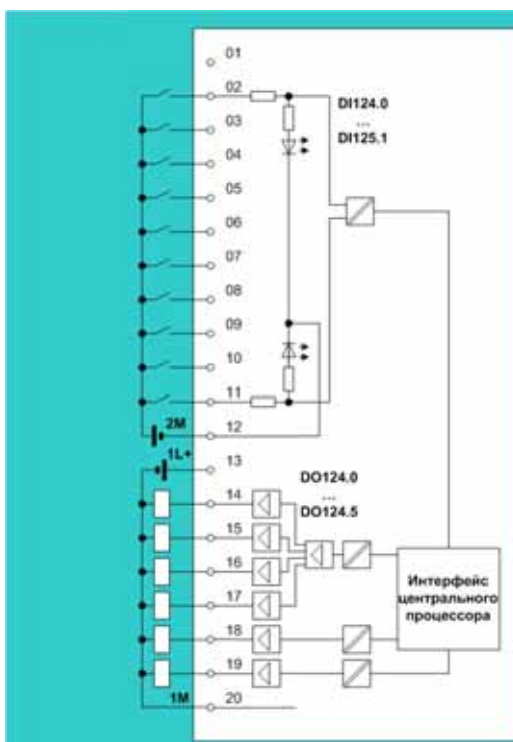 01
02
DI124.0
...
DI125.1
03
04
05
06
07
08
09
10
11
2M
12
1L+
13
DO124.0
...
DO124.5
14
15
16
17
18
19
Интерфейс
центрального
процессора
1M
20